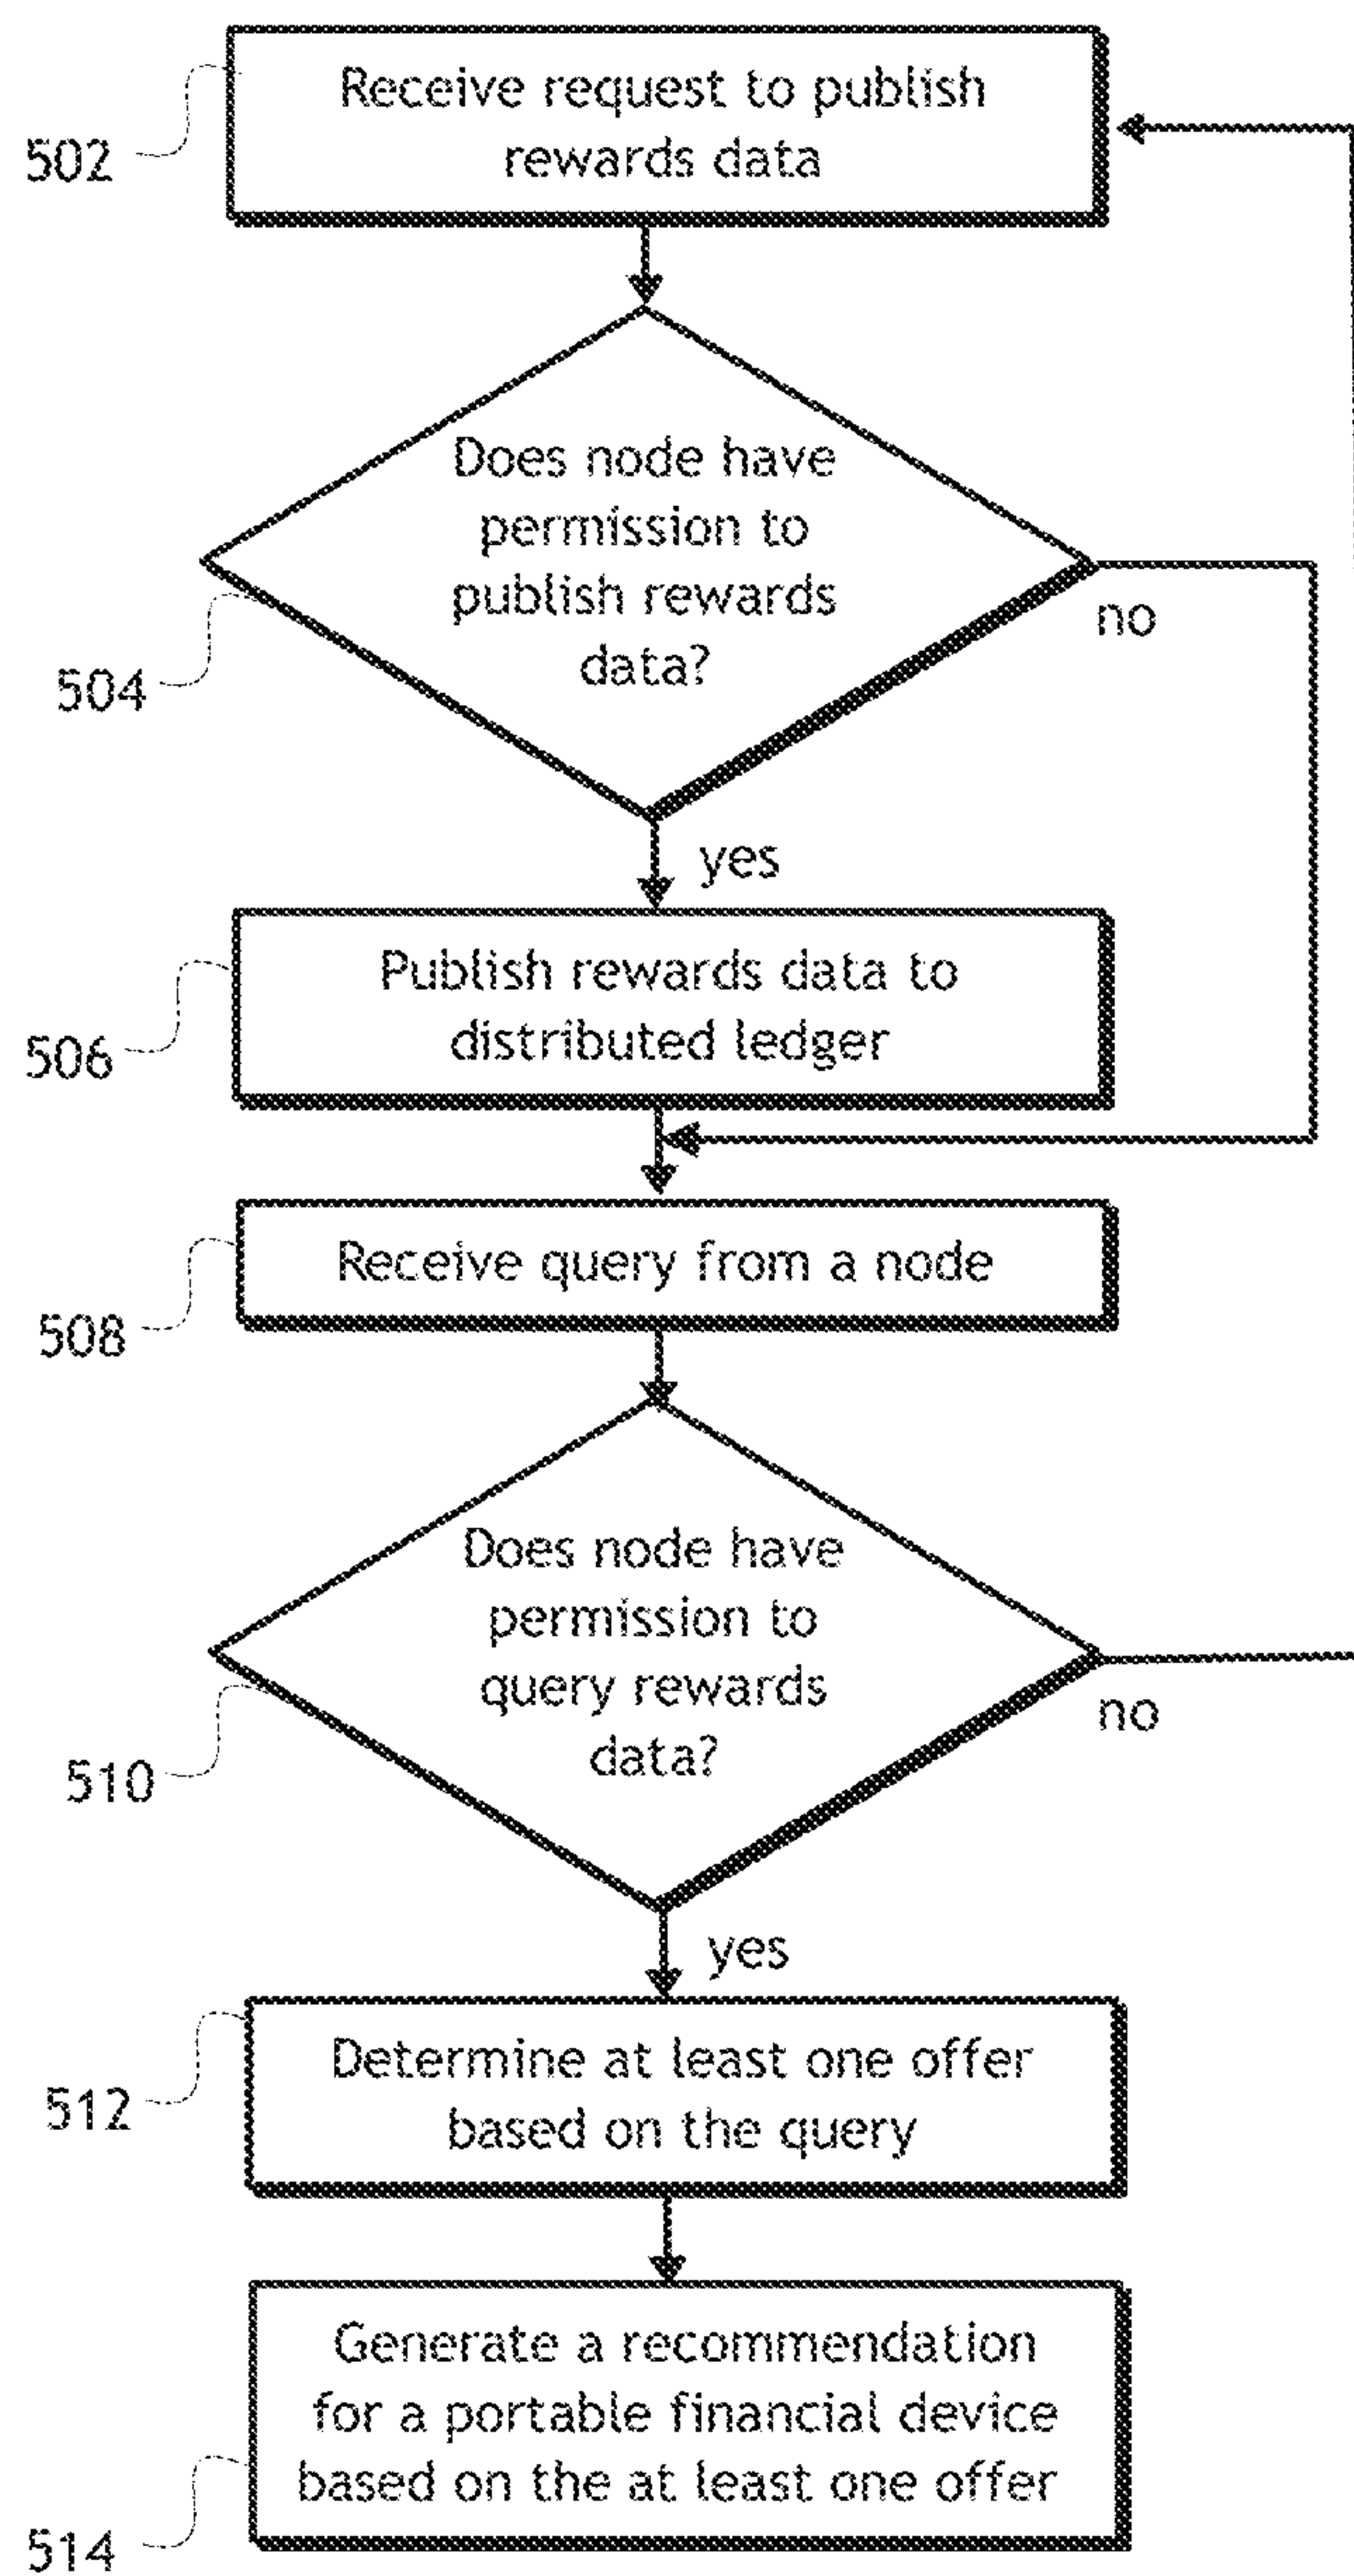 Receive request to publish
rewards data
502
Does node have
permission to
publish rewards
data?
no
504
yes
Publish rewards data to
distributed ledger
506
Receive query from a node
508
Does node have
permission to
query rewards
data?
no
510
yes
Determine at least one offer
based on the query
512
Generate a recommendation
for a portable financial device
based on the at least one offer
514